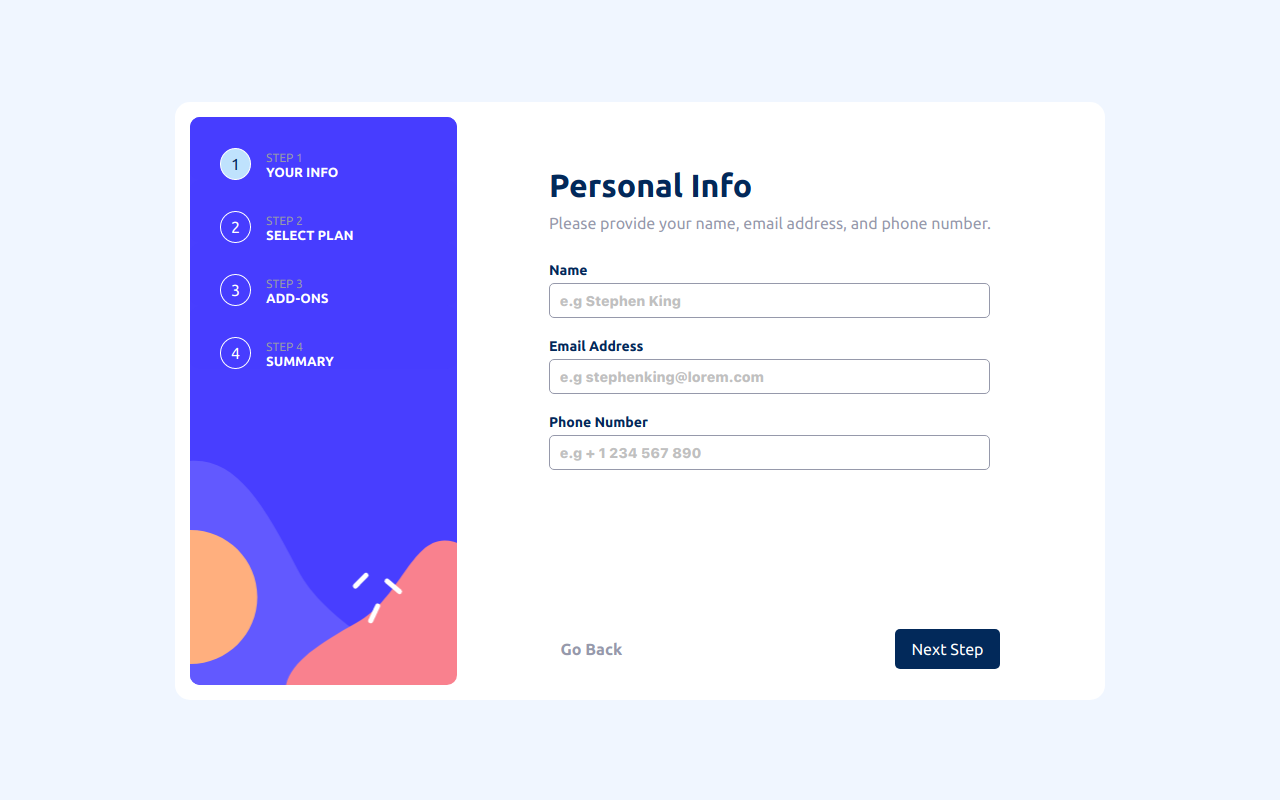 1
STEP 1
YOUR INFO
2
STEP 2
SELECT PLAN
3
STEP 3
ADD-ONS
4
STEP 4
SUMMARY
Personal Info
Please provide your name, email address, and phone number.
Name
e.g Stephen King
Email Address
e.g stephenking@lorem.com
Phone Number
e.g + 1 234 567 890
Go Back
Next Step